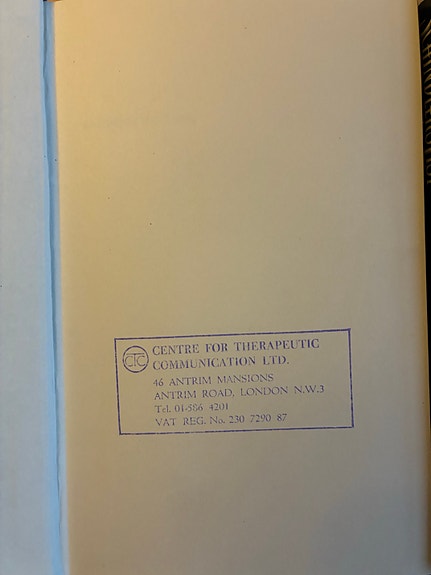 CTC
CENTRE FOR THERAPEUTIC
COMMUNICATION LTD.
46 ANTRIM MANSIONS
ANTRIM ROAD, LONDON N.W.3
Tel. 01-586 4201
VAT REG. No. 230 7290 87